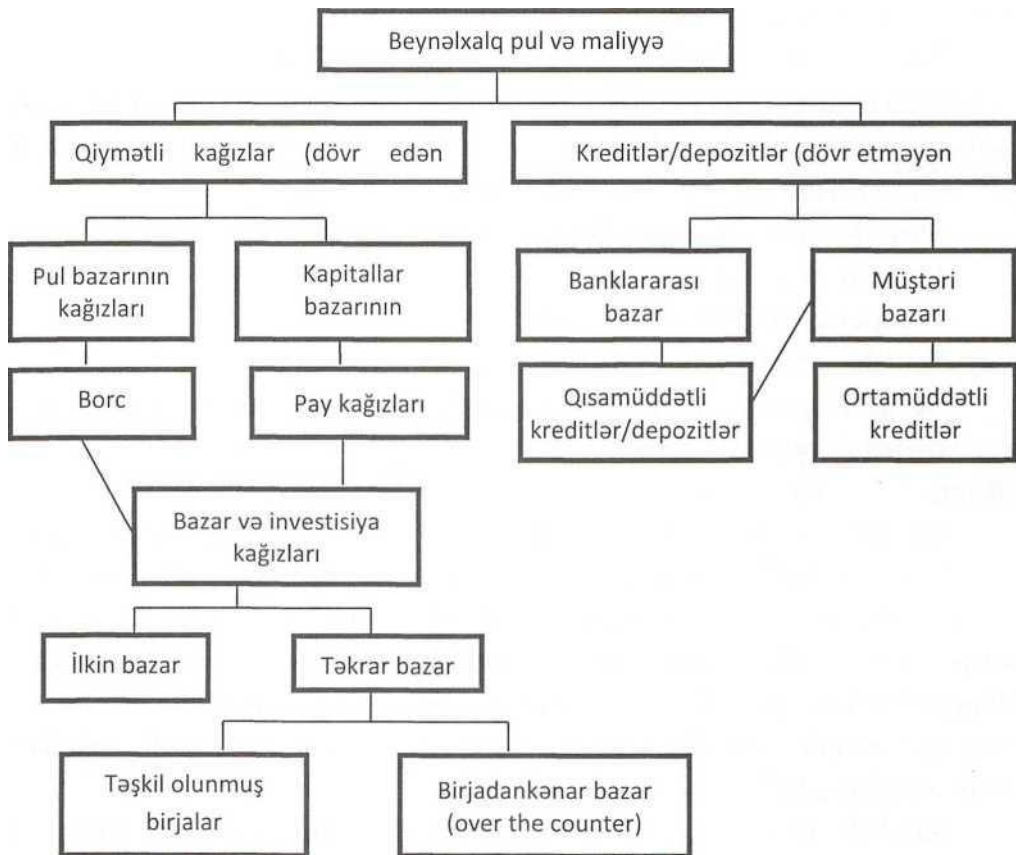 Beynəlxalq pul və maliyyə
Qiymətli kağızlar (dövr edən
Kreditlər/depozitlər (dövr etməyən
Pul bazarının
kağızları
Kapitallar
bazarının
Banklararası
bazar
Müştəri
bazarı
Borc
Pay kağızları
Qısamüddətli
kreditlər/depozitlər
Ortamüddətli
kreditlər
Bazar və investisiya
kağızları
İlkin bazar
Təkrar bazar
Təşkil olunmuş
birjalar
Birjadankənar bazar
(over the counter)